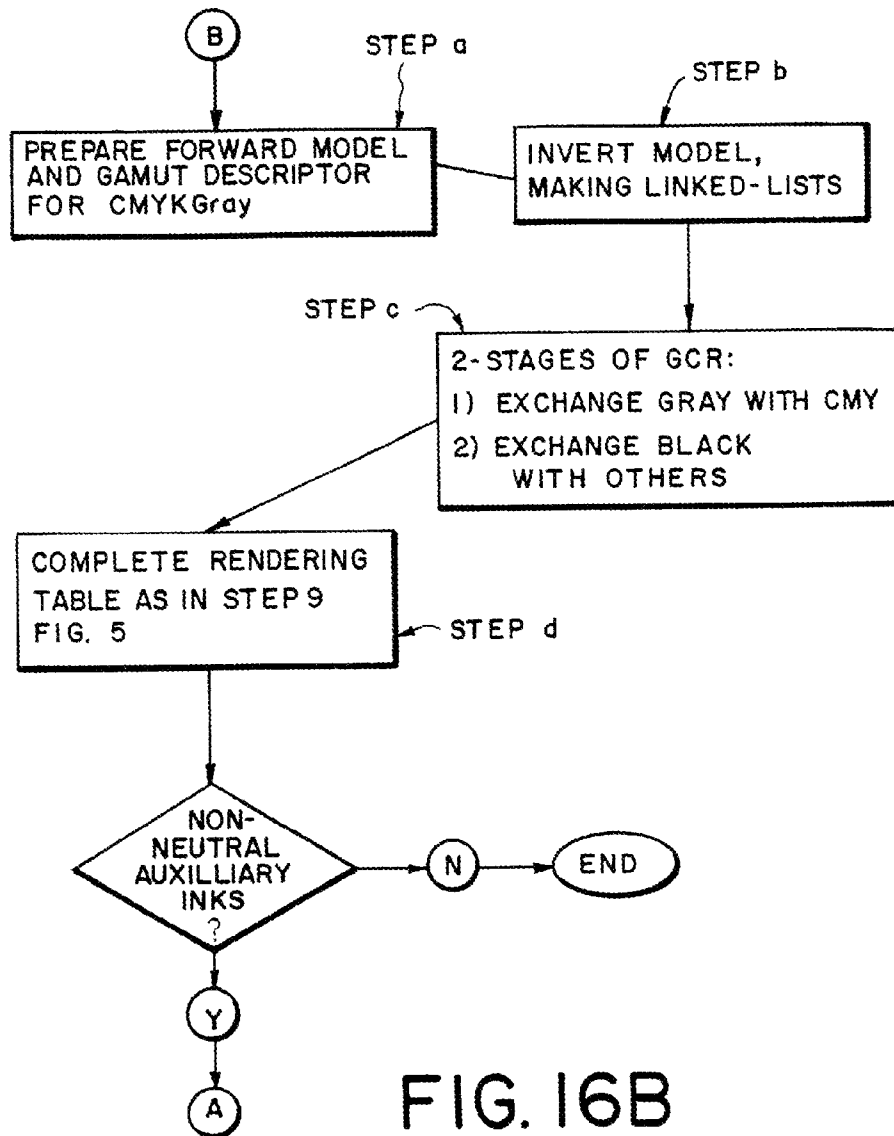 B
STEP a
STEP b
PREPARE FORWARD MODEL
AND GAMUT DESCRIPTOR
FOR CMYKGray
INVERT MODEL,
MAKING LINKED-LISTS
STEP c
2-STAGES OF GCR:
1) EXCHANGE GRAY WITH CMY
2) EXCHANGE BLACK
WITH OTHERS
COMPLETE RENDERING
TABLE AS IN STEP 9
FIG. 5
STEP d
NON-
NEUTRAL
AUXILLIARY
INKS
?
N
END
Y
A
FIG. 16B